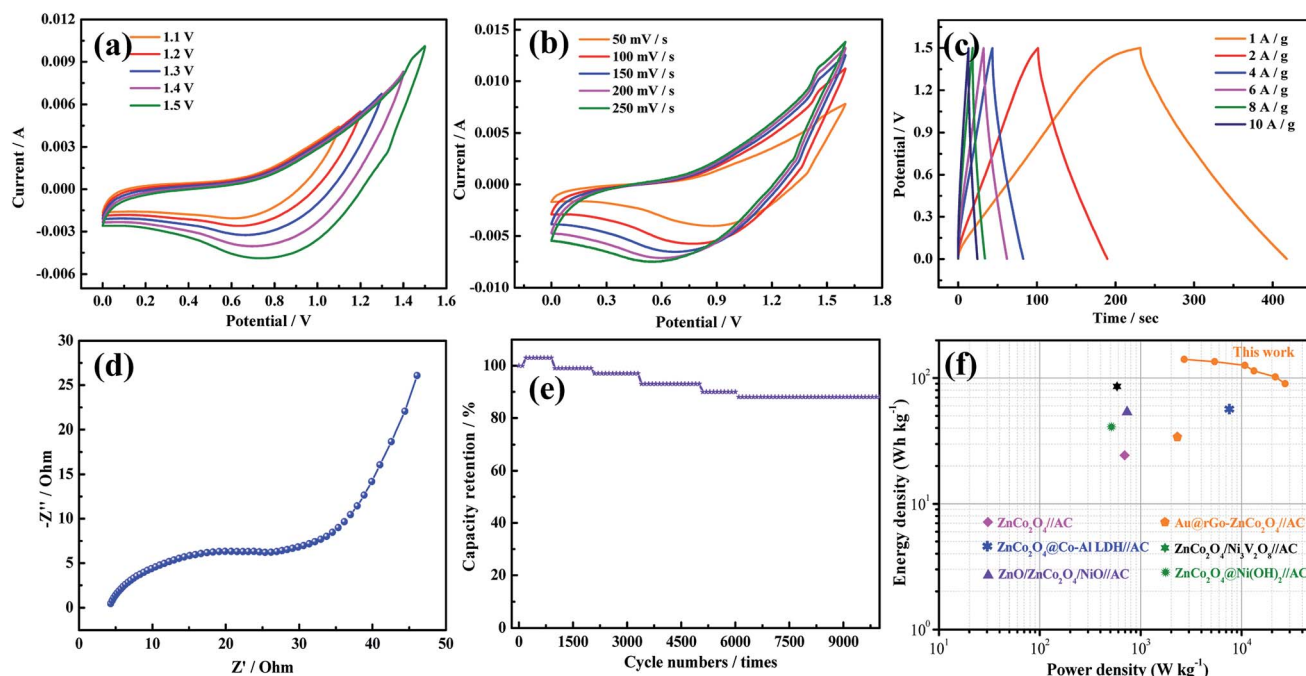 (a)
1.1 V
1.2 V
1.3 V
1.4 V
1.5 V
0.012
0.009
0.006
0.003
0.000
-0.003
-0.006
Current / A
0.0 0.2 0.4 0.6 0.8 1.0 1.2 1.4 1.6
Potential / V
(b)
50 mV / s
100 mV / s
150 mV / s
200 mV / s
250 mV / s
0.015
0.010
0.005
0.000
-0.005
-0.010
Current / A
0.0 0.3 0.6 0.9 1.2 1.5 1.8
Potential / V
(c)
1 A / g
2 A / g
4 A / g
6 A / g
8 A / g
10 A / g
1.5
1.2
0.9
0.6
0.3
0.0
Potential / V
0 100 200 300 400
Time / sec
(d)
30
25
20
15
10
5
0
-Z'' / Ohm
0 10 20 30 40 50
Z' / Ohm
(e)
100
80
60
40
20
0
Capacity retention / %
0 1500 3000 4500 6000 7500 9000
Cycle numbers / times
(f)
This work
ZnCo₂O₄//AC
ZnCo₂O₄@Co-Al LDH//AC
ZnO/ZnCo₂O₄/NiO//AC
Au@rGo-ZnCo₂O₄//AC
ZnCo₂O₄/Ni₃V₂O₈//AC
ZnCo₂O₄@Ni(OH)₂//AC
10²
10¹
10⁰
Energy density (Wh kg⁻¹)
10¹ 10² 10³ 10⁴
Power density (W kg⁻¹)